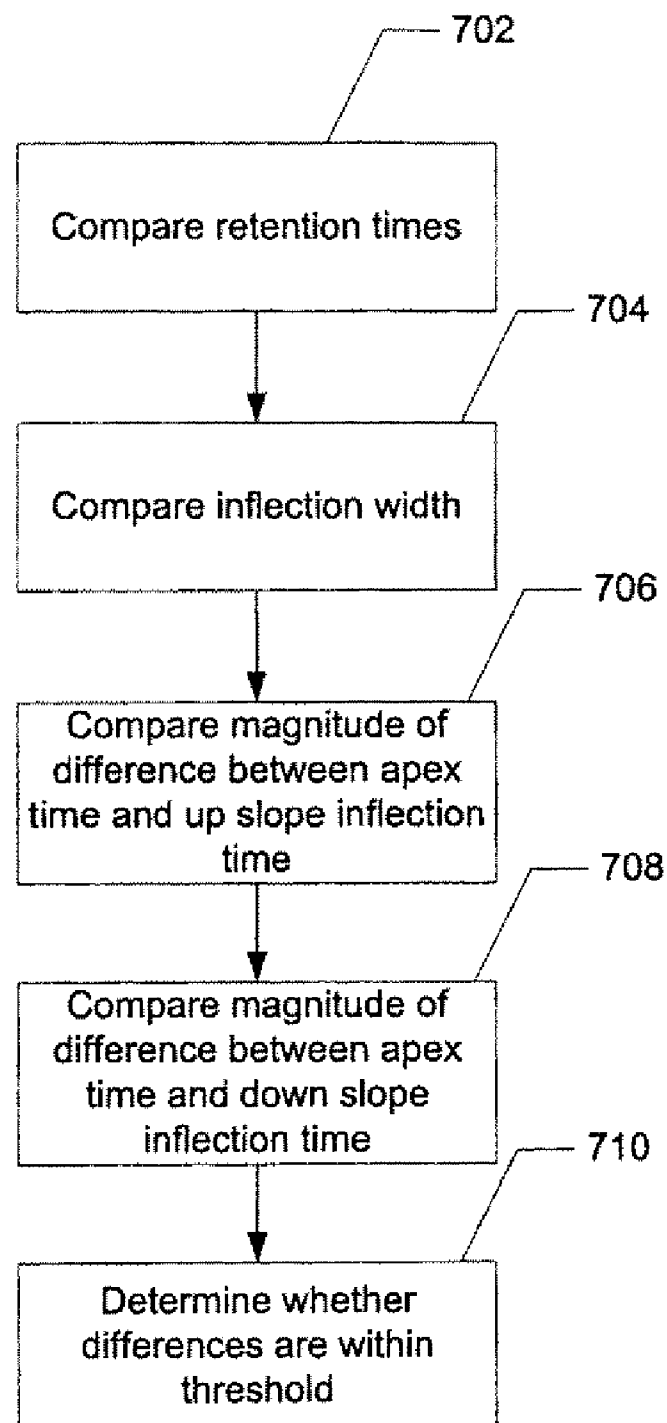 702
Compare retention times
704
Compare inflection width
706
Compare magnitude of
difference between apex
time and up slope inflection
time
708
Compare magnitude of
difference between apex
time and down slope
inflection time
710
Determine whether
differences are within
threshold